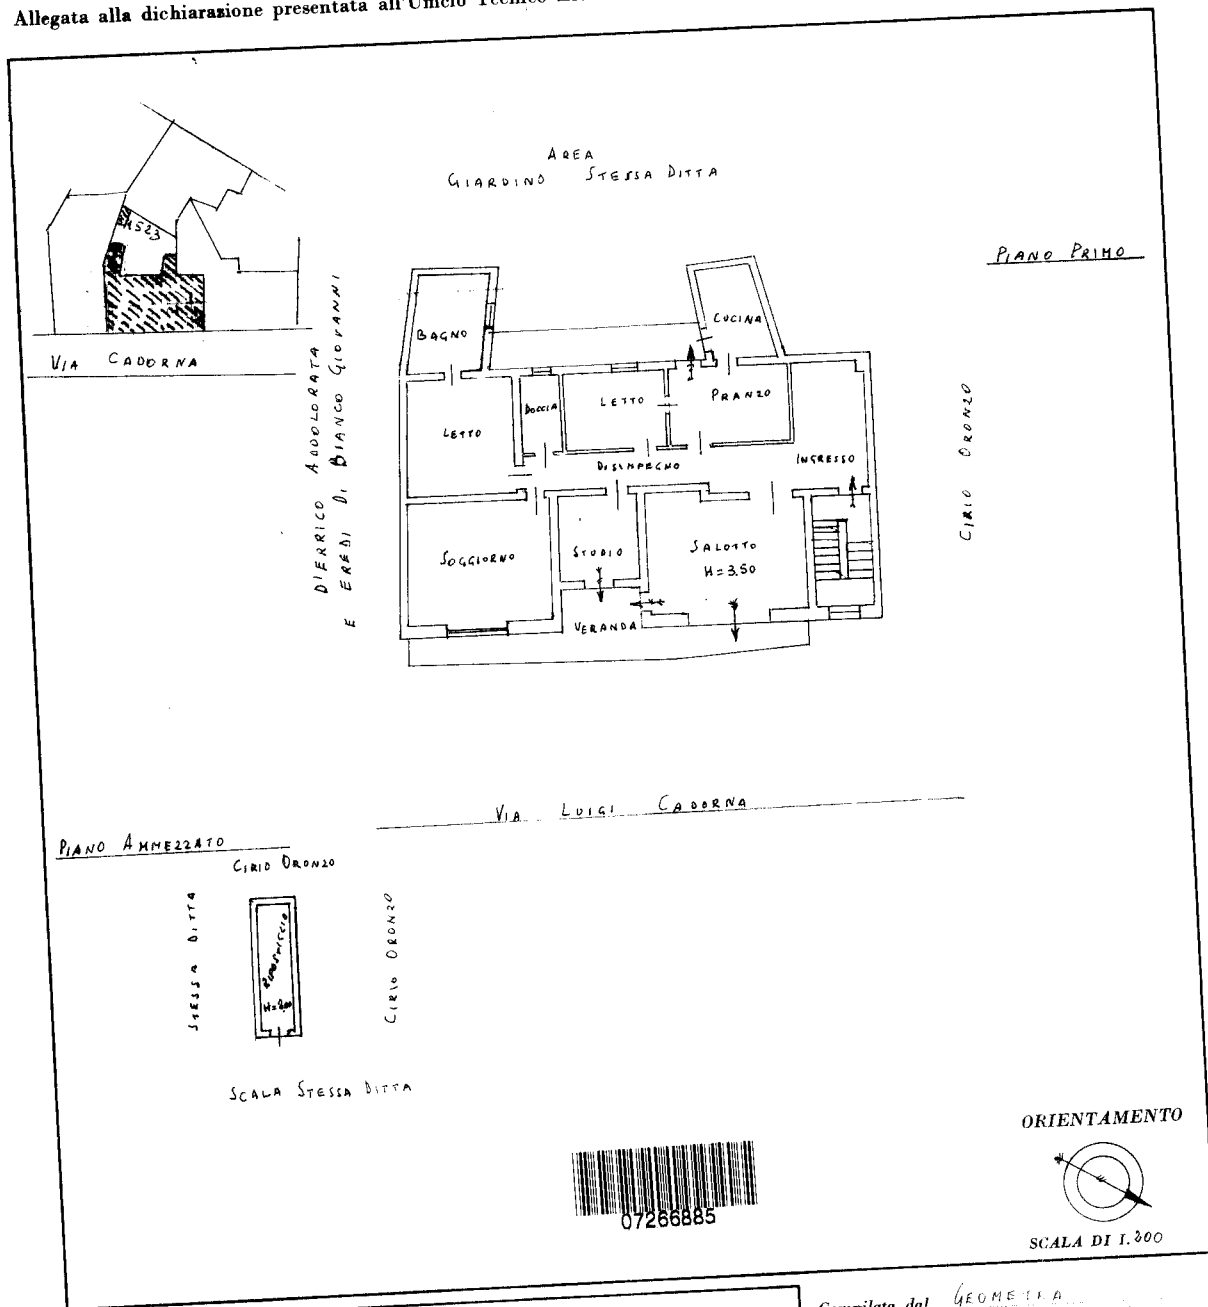 Allegata alla dichiarazione presentata all'Ufficio Tecnico
AREA
GIARDINO STESSA DITTA
PIANO PRIMO
M523
VIA CADORNA
D'ERRICO ADDOLORATA
E EREDI DI BIANCO GIOVANNI
CIRIO ORONZO
BAGNO
CUCINA
DOCCIA
LETTO
PRANZO
LETTO
DISIMPEGNO
INGRESSO
SOGGIORNO
STUDIO
SALOTTO
H=3.50
VERANDA
VIA LUIGI CADORNA
PIANO AMMEZZATO
CIRIO ORONZO
STESSA DITTA
RIPOSTIGLIO
CIRIO ORONZO
SCALA STESSA DITTA
07266885
ORIENTAMENTO
SCALA DI 1.200
Compilata dal GEOMETRA